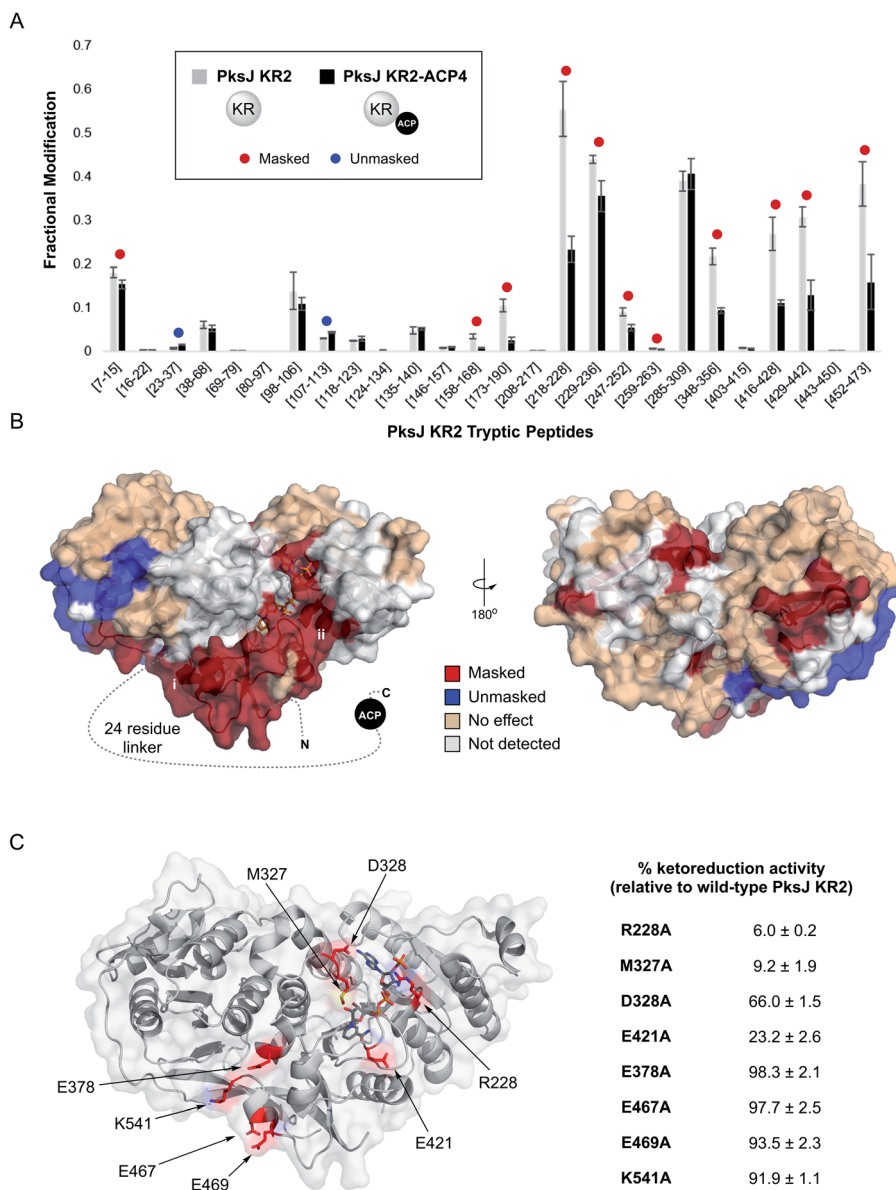 A
0.7
0.6
0.5
0.4
0.3
0.2
0.1
0
Fractional Modification
PksJ KR2
PksJ KR2-ACP4
KR
KR
ACP
Masked
Unmasked
[7-15]
[16-22]
[23-37]
[38-68]
[69-79]
[80-97]
[98-106]
[107-113]
[118-123]
[124-134]
[135-140]
[146-157]
[158-168]
[173-190]
[208-217]
[218-228]
[229-236]
[247-252]
[259-263]
[285-309]
[348-356]
[403-415]
[416-428]
[429-442]
[443-450]
[452-473]
PksJ KR2 Tryptic Peptides
B
i
ii
24 residue
linker
N
C
ACP
180º
Masked
Unmasked
No effect
Not detected
C
M327
D328
E378
K541
E467
E469
E421
R228
% ketoreduction activity
(relative to wild-type PksJ KR2)
R228A 6.0 ± 0.2
M327A 9.2 ± 1.9
D328A 66.0 ± 1.5
E421A 23.2 ± 2.6
E378A 98.3 ± 2.1
E467A 97.7 ± 2.5
E469A 93.5 ± 2.3
K541A 91.9 ± 1.1